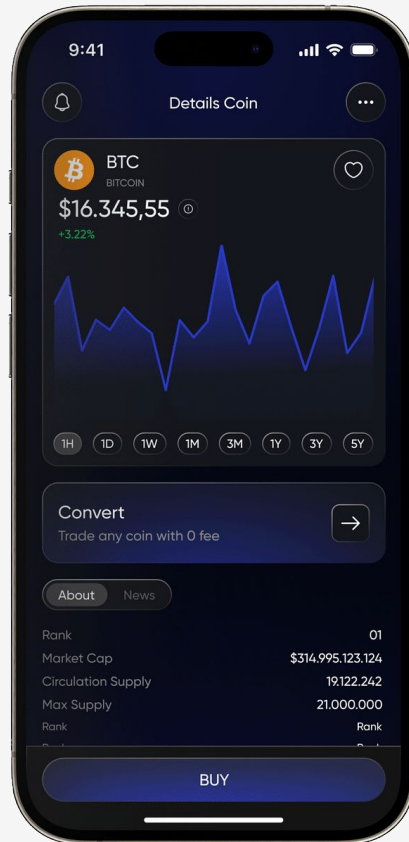 9:41
Details Coin
BTC
BITCOIN
$16.345,55
+3.22%
1H 1D 1W 1M 3M 1Y 3Y 5Y
Convert
Trade any coin with 0 fee
About News
Rank 01
Market Cap $314.995.123.124
Circulation Supply 19.122.242
Max Supply 21.000.000
Rank Rank
BUY